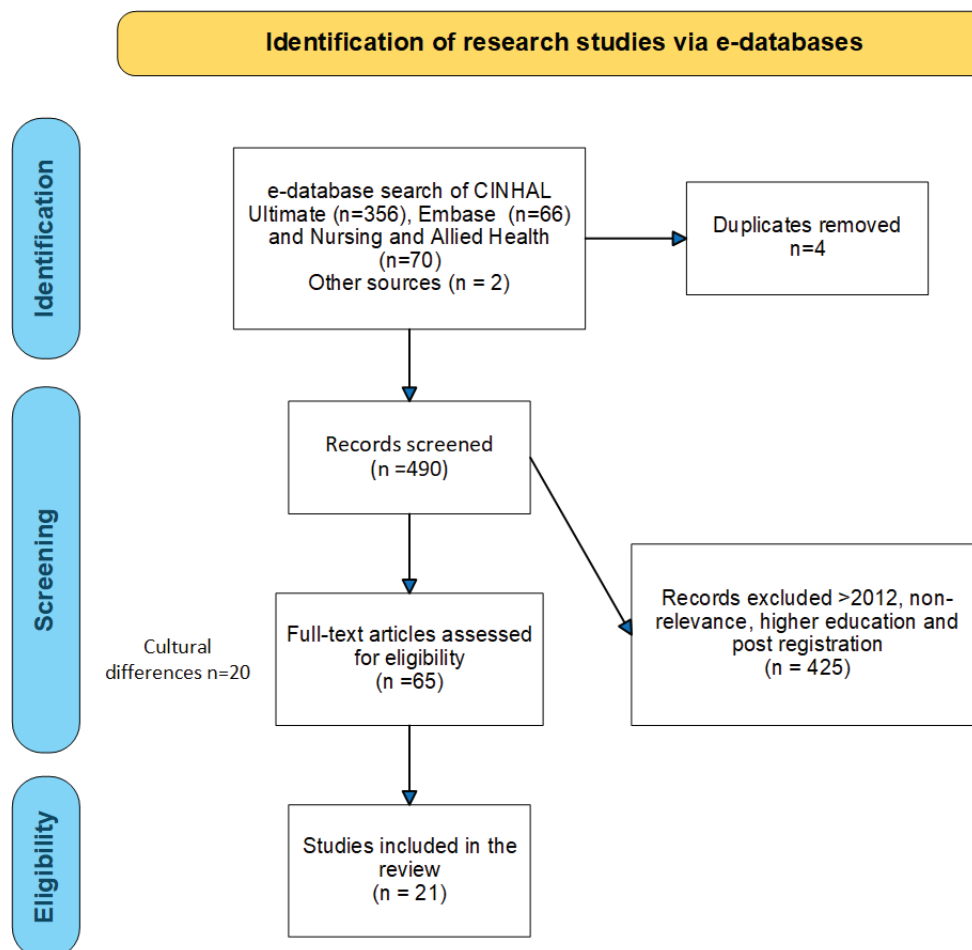 Identification of research studies via e-databases
Identification
e-database search of CINHAL
Ultimate (n=356), Embase (n=66)
and Nursing and Allied Health
(n=70)
Other sources (n = 2)
Duplicates removed
n=4
Screening
Records screened
(n =490)
Records excluded >2012, non-
relevance, higher education and
post registration
(n = 425)
Cultural
differences n=20
Full-text articles assessed
for eligibility
(n =65)
Eligibility
Studies included in the
review
(n = 21)